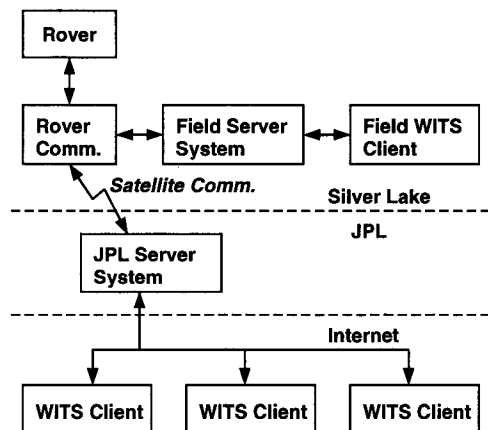 Rover
Rover
Comm.
Field Server
System
Field WITS
Client
Satellite Comm.
Silver Lake
JPL
JPL Server
System
Internet
WITS Client
WITS Client
WITS Client